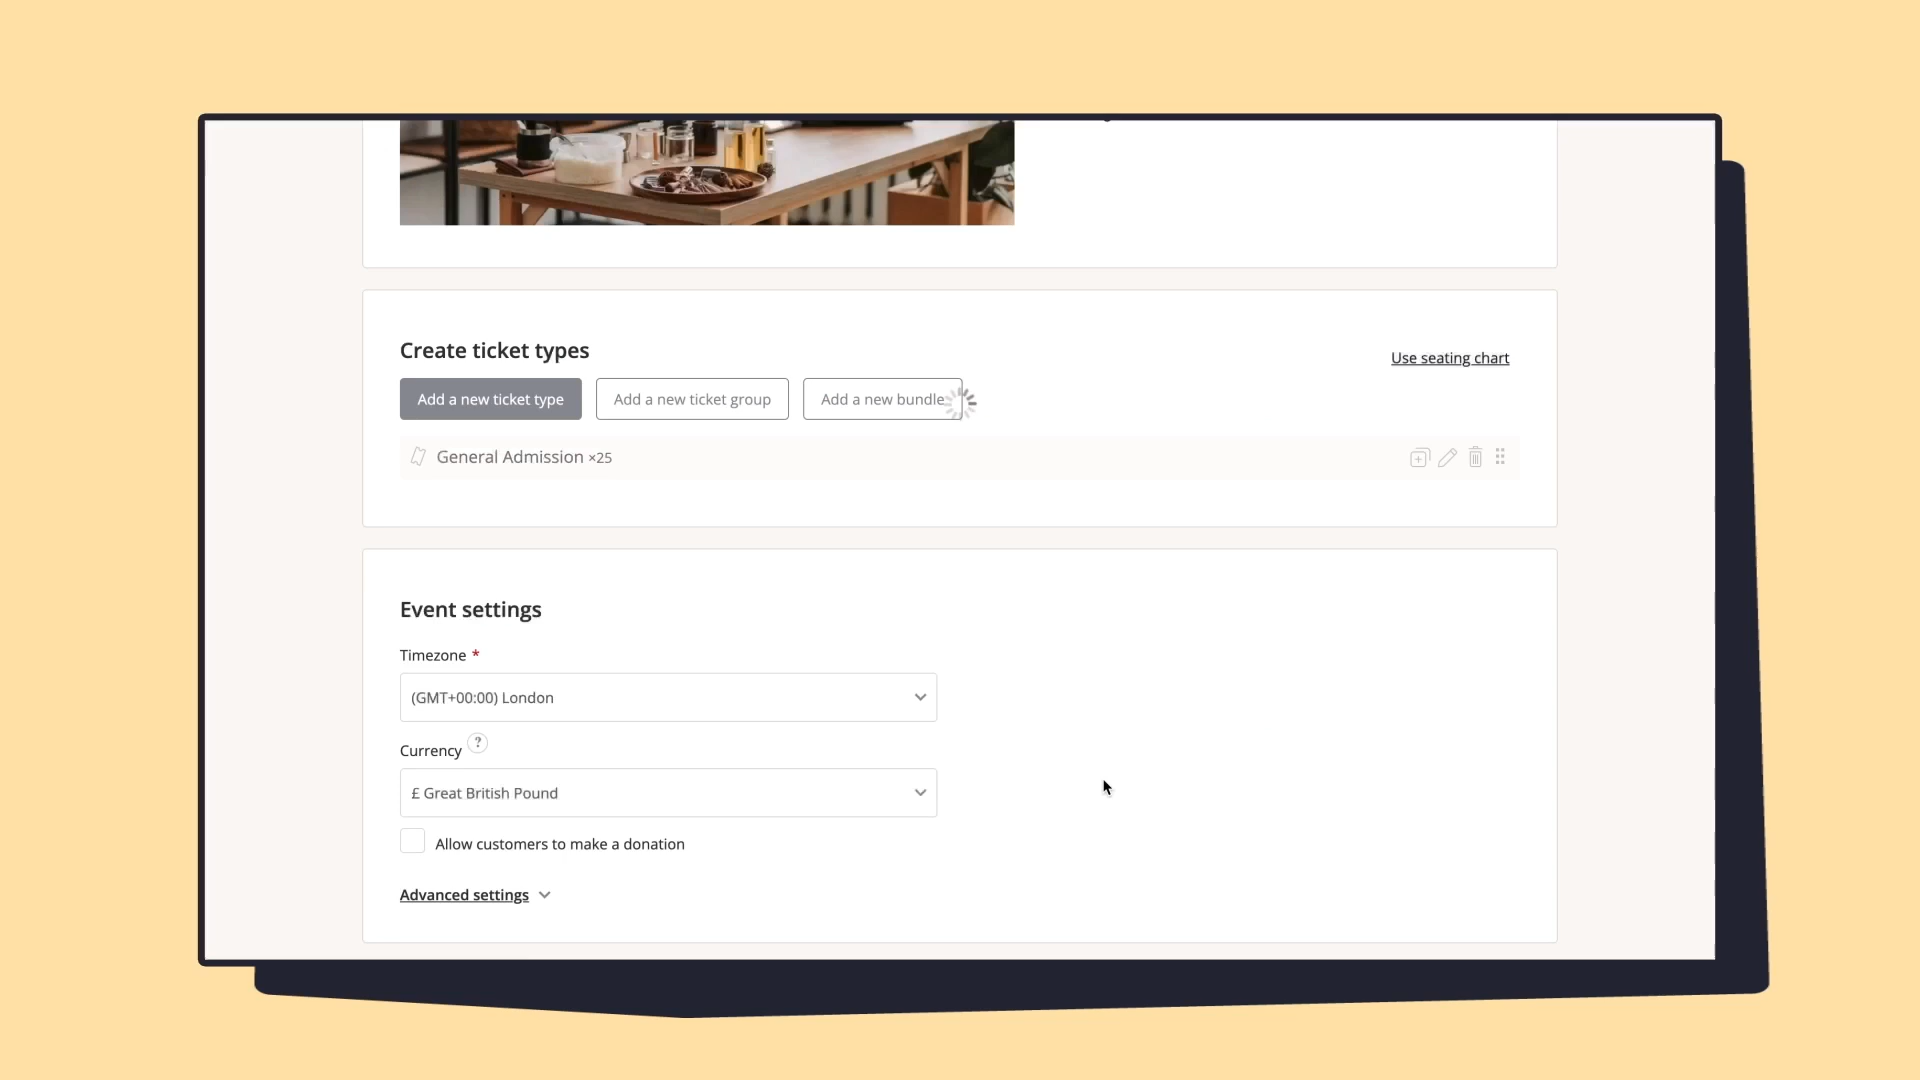 Create ticket types
Use seating chart
Add a new ticket type
Add a new ticket group
Add a new bundle
General Admission ×25
Event settings
Timezone *
(GMT+00:00) London
Currency ?
£ Great British Pound
Allow customers to make a donation
Advanced settings